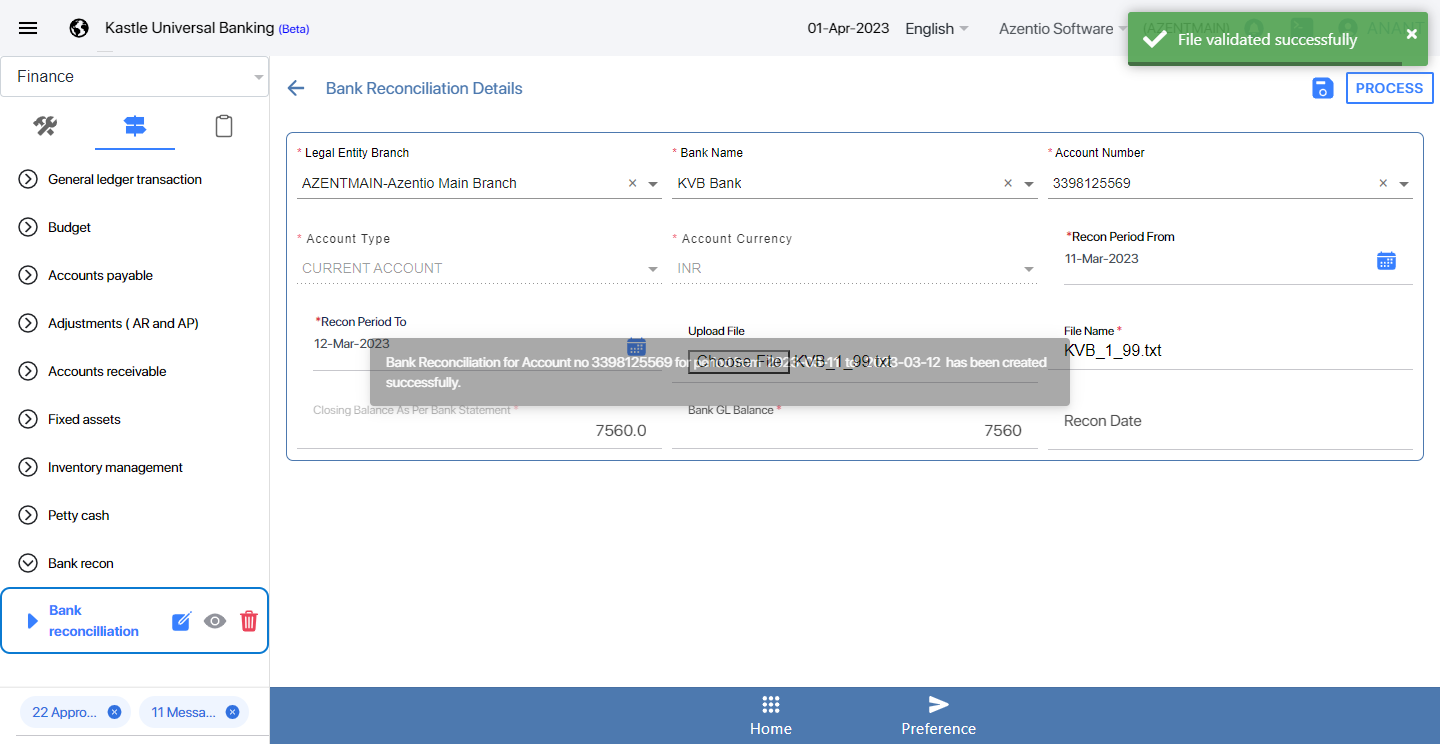 Kastle Universal Banking (Beta)
01-Apr-2023
English
Azentio Software
(AZENTMAIN)
ANANT
File validated successfully
Finance
Bank Reconciliation Details
PROCESS
General ledger transaction
Budget
Accounts payable
Adjustments ( AR and AP)
Accounts receivable
Fixed assets
Inventory management
Petty cash
Bank recon
Bank
reconcilliation
22 Appro...
11 Messa...
* Legal Entity Branch
* Bank Name
* Account Number
AZENTMAIN-Azentio Main Branch
KVB Bank
3398125569
* Account Type
* Account Currency
*Recon Period From
CURRENT ACCOUNT
INR
11-Mar-2023
*Recon Period To
Upload File
File Name *
12-Mar-2023
Choose File KVB_1_99.txt
KVB_1_99.txt
Bank Reconciliation for Account no 3398125569 for 2023-03-12 has been created
successfully.
Closing Balance As Per Bank Statement *
Bank GL Balance *
Recon Date
7560.0
7560
Home
Preference